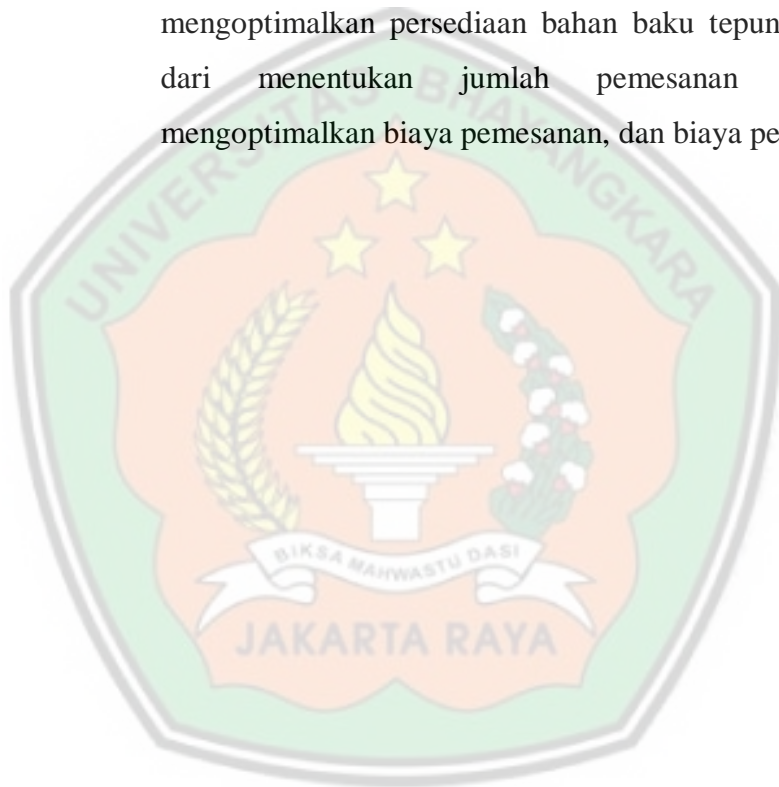 mengoptimalkan persediaan bahan baku tepun
dari menentukan jumlah pemesanan
mengoptimalkan biaya pemesanan, dan biaya pe
UNIVERSITAS BHAYANGKARA
BIKSA MAHWASTU DASI
JAKARTA RAYA